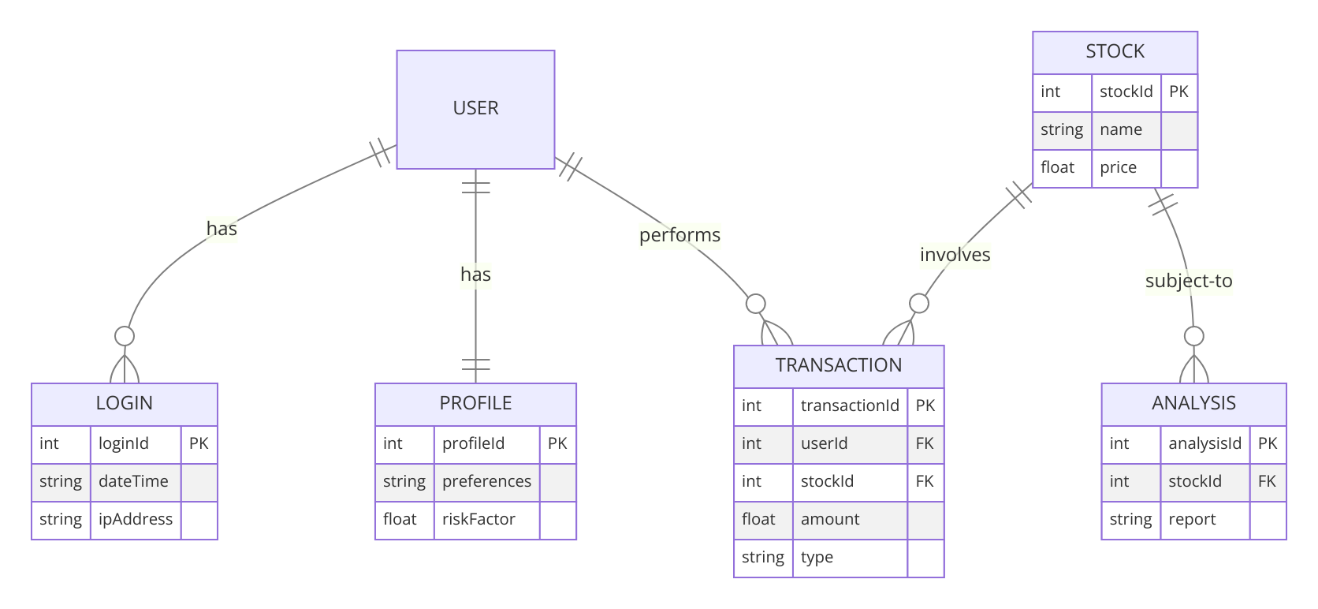 USER
STOCK
int stockId PK
string name
float price
has
has
performs
involves
subject-to
LOGIN
int loginId PK
string dateTime
string ipAddress
PROFILE
int profileId PK
string preferences
float riskFactor
TRANSACTION
int transactionId PK
int userId FK
int stockId FK
float amount
string type
ANALYSIS
int analysisId PK
int stockId FK
string report